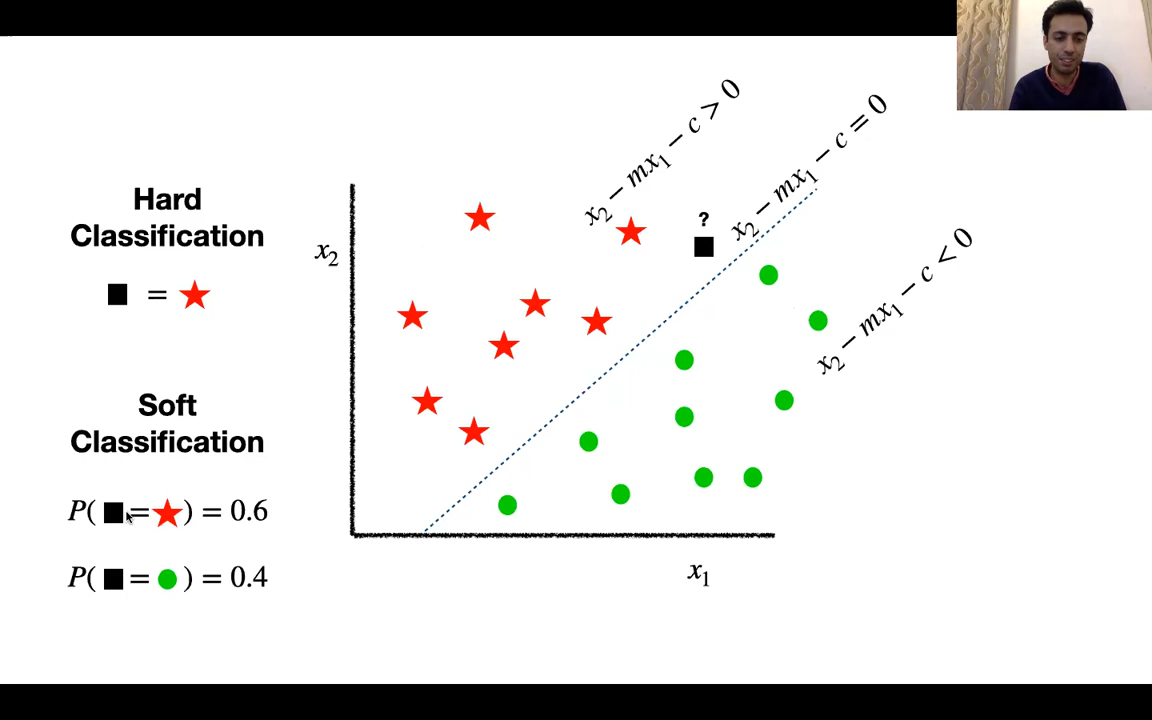 Hard
Classification
■ = ★
Soft
Classification
P( ■ = ★ ) = 0.6
P( ■ = ● ) = 0.4
x₂
x₂ − mx₁ − c > 0
?
x₂ − mx₁ − c = 0
x₂ − mx₁ − c < 0
x₁